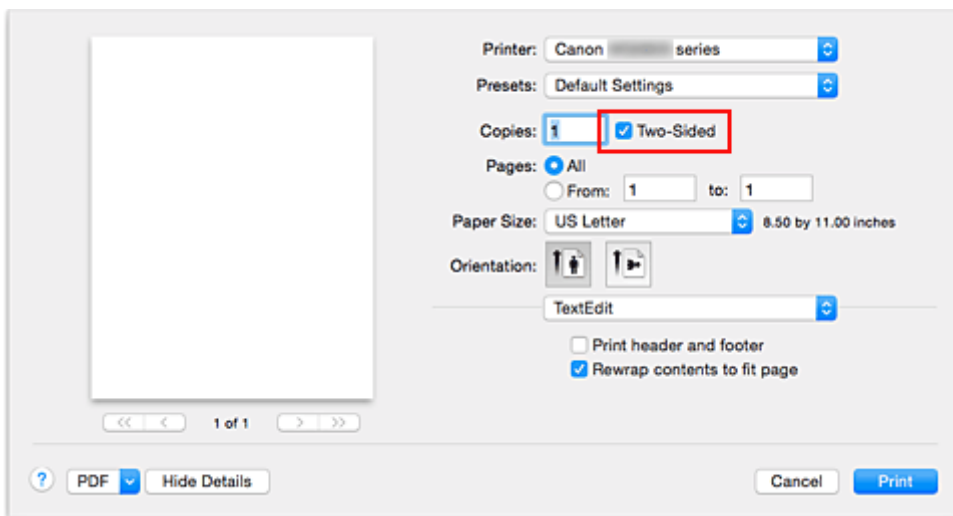 Printer: Canon series
Presets: Default Settings
Copies: 1 Two-Sided
Pages: All
From: 1 to: 1
Paper Size: US Letter 8.50 by 11.00 inches
Orientation:
TextEdit
Print header and footer
Rewrap contents to fit page
<< < 1 of 1 > >>
? PDF Hide Details Cancel Print